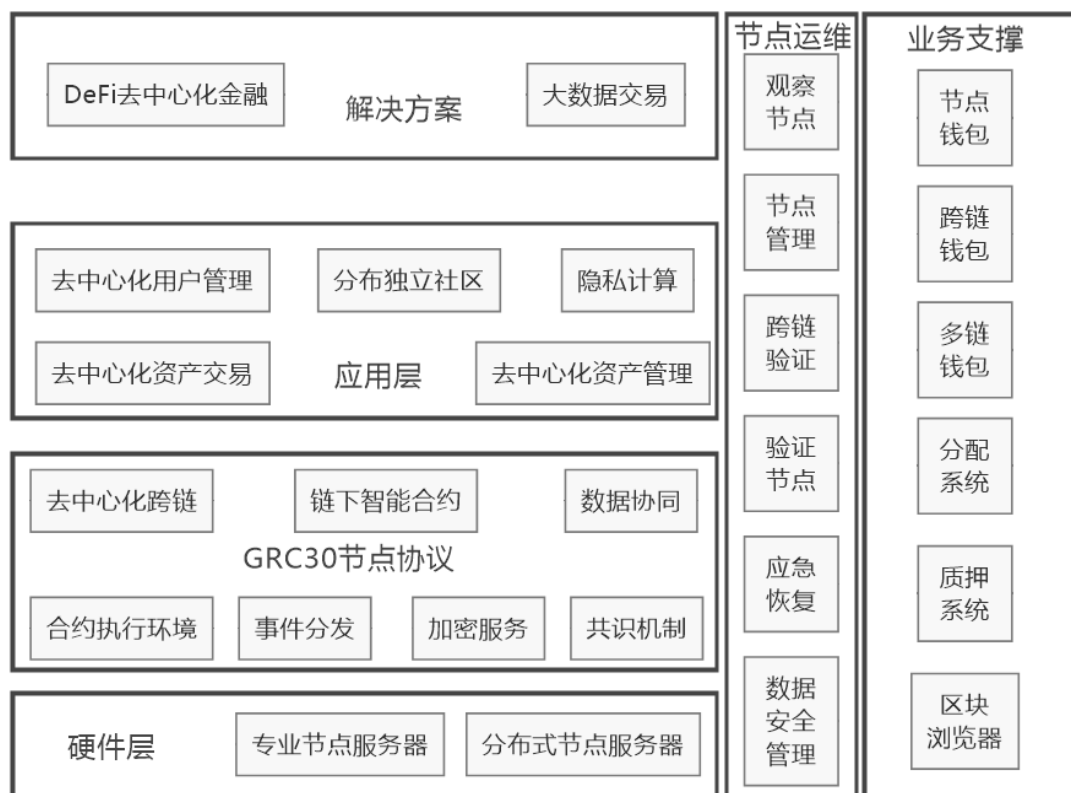 DeFi去中心化金融
解决方案
大数据交易
去中心化用户管理
分布独立社区
隐私计算
去中心化资产交易
应用层
去中心化资产管理
去中心化跨链
链下智能合约
数据协同
GRC30节点协议
合约执行环境
事件分发
加密服务
共识机制
硬件层
专业节点服务器
分布式节点服务器
节点运维
观察
节点
节点
管理
跨链
验证
验证
节点
应急
恢复
数据
安全
管理
业务支撑
节点
钱包
跨链
钱包
多链
钱包
分配
系统
质押
系统
区块
浏览器